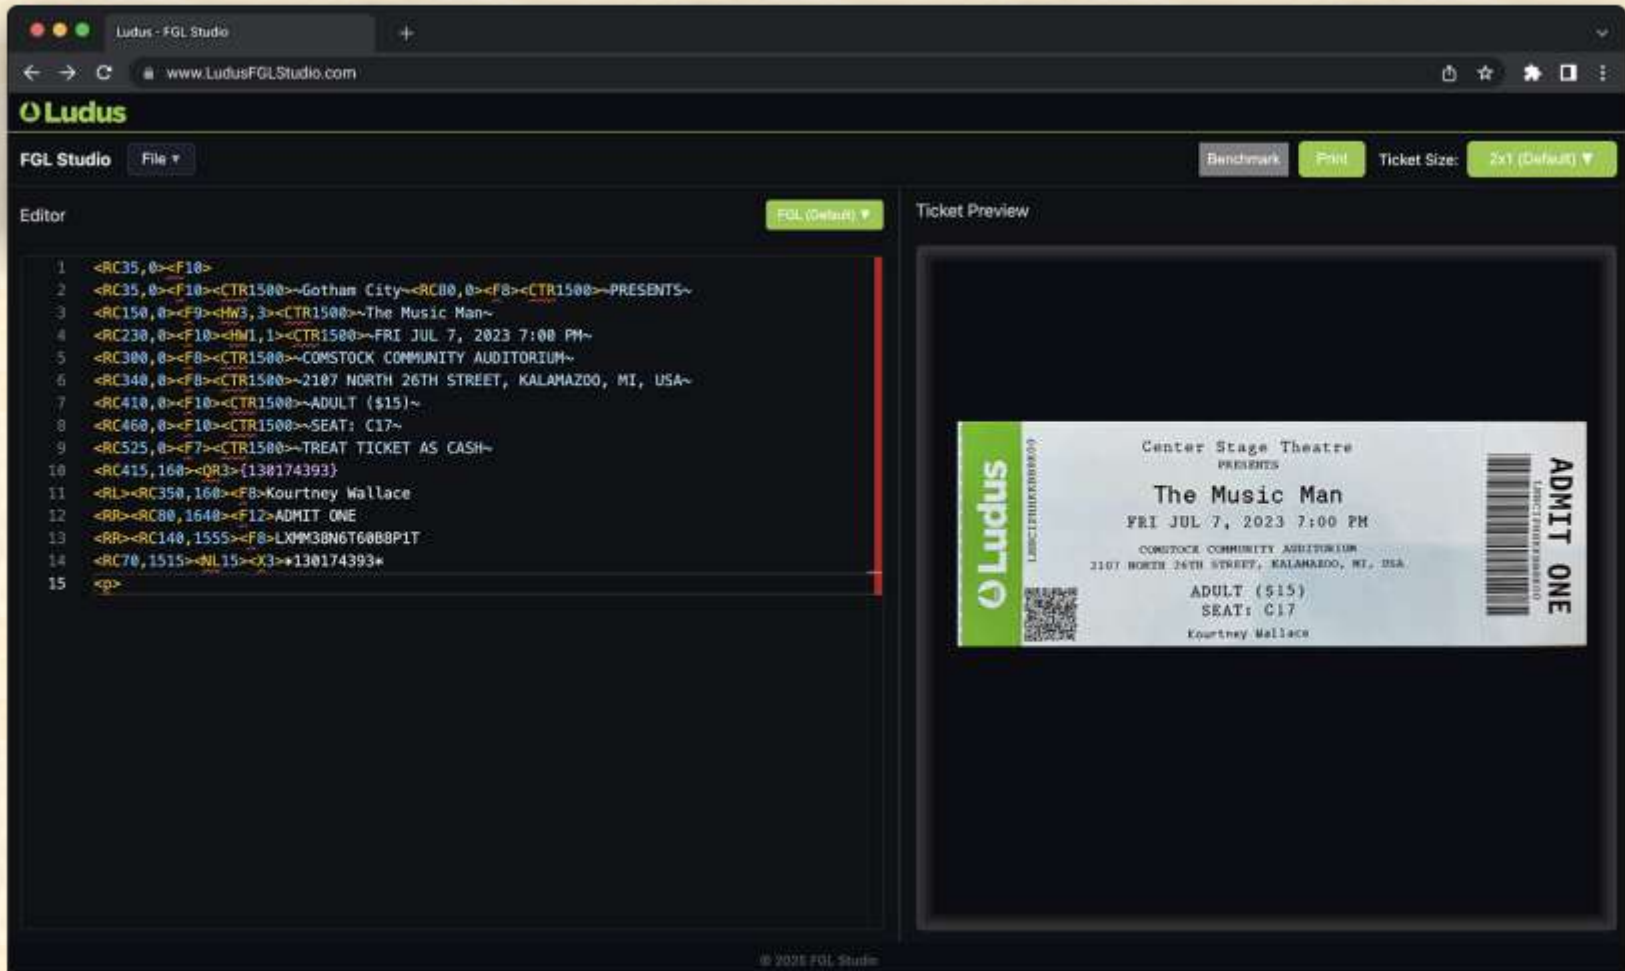 Ludus - FGL Studio
www.LudusFGLStudio.com
Ludus
FGL Studio File ▾ Benchmark Print Ticket Size: 2x1 (Default) ▼
Editor FGL (Default) ▼ Ticket Preview
1 <RC35,0><F10>
2 <RC35,0><F10><CTR1500>~Gotham City~<RC80,0><F8><CTR1500>~PRESENTS~
3 <RC150,0><F9><HW3,3><CTR1500>~The Music Man~
4 <RC230,0><F10><HW1,1><CTR1500>~FRI JUL 7, 2023 7:00 PM~
5 <RC300,0><F8><CTR1500>~COMSTOCK COMMUNITY AUDITORIUM~
6 <RC340,0><F8><CTR1500>~2107 NORTH 26TH STREET, KALAMAZOO, MI, USA~
7 <RC410,0><F10><CTR1500>~ADULT ($15)~
8 <RC460,0><F10><CTR1500>~SEAT: C17~
9 <RC525,0><F7><CTR1500>~TREAT TICKET AS CASH~
10 <RC415,160><QR3>{130174393}
11 <RL><RC350,160><F8>Kourtney Wallace
12 <RR><RC80,1640><F12>ADMIT ONE
13 <RR><RC140,1555><F8>LXMM38N6T60B8P1T
14 <RC70,1515><NL15><X3>*130174393*
15 <p>
Ludus
Center Stage Theatre
PRESENTS
The Music Man
FRI JUL 7, 2023 7:00 PM
COMSTOCK COMMUNITY AUDITORIUM
2107 NORTH 26TH STREET, KALAMAZOO, MI, USA
ADULT ($15)
SEAT: C17
Kourtney Wallace
ADMIT ONE
© 2025 FGL Studio